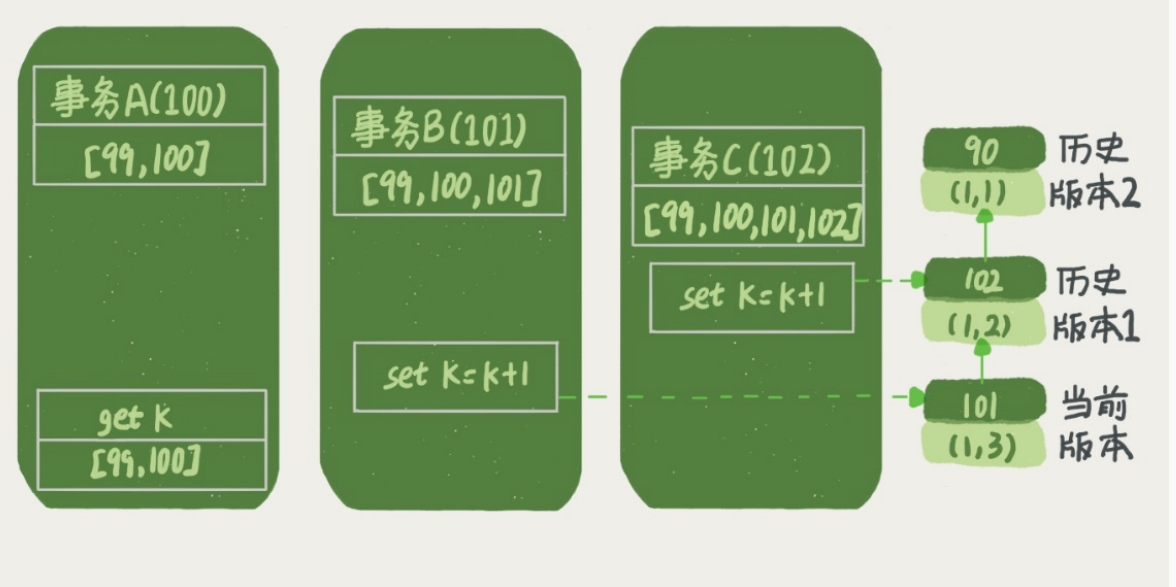 事务A(100)
[99,100]
get k
[99,100]
事务B(101)
[99,100,101]
set k=k+1
事务C(102)
[99,100,101,102]
set k=k+1
90
(1,1)
历史
版本2
102
(1,2)
历史
版本1
101
(1,3)
当前
版本